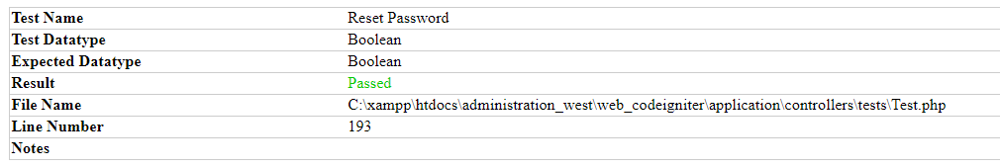 Test Name Reset Password
Test Datatype Boolean
Expected Datatype Boolean
Result Passed
File Name C:\xampp\htdocs\administration_west\web_codeigniter\application\controllers\tests\Test.php
Line Number 193
Notes